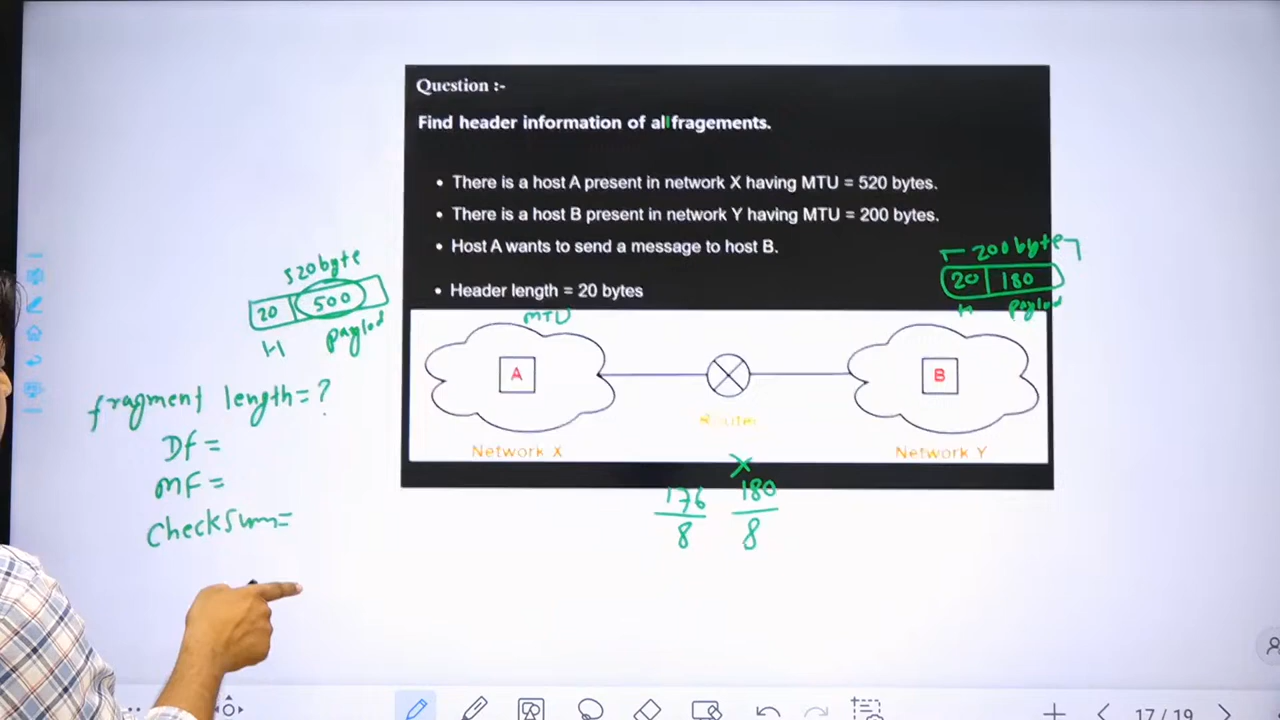 Question :-
Find header information of all fragements.
• There is a host A present in network X having MTU = 520 bytes.
• There is a host B present in network Y having MTU = 200 bytes.
• Host A wants to send a message to host B.
• Header length = 20 bytes
520 byte
20 500
H payload
200 byte
20 180
H payload
MTU
A
B
Router
Network X
Network Y
fragment length = ?
Df =
MF =
CheckSum =
176
8
X
180
8
17 / 19